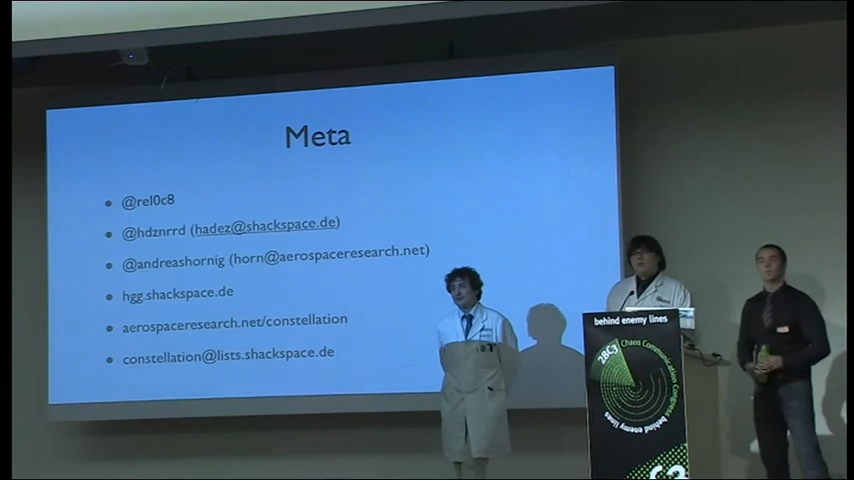 Meta
@rel0c8
@hdznrrd (hadez@shackspace.de)
@andreashornig (horn@aerospaceresearch.net)
hgg.shackspace.de
aerospaceresearch.net/constellation
constellation@lists.shackspace.de
behind enemy lines
28C3 Chaos Communication Congress behind enemy lines
C3